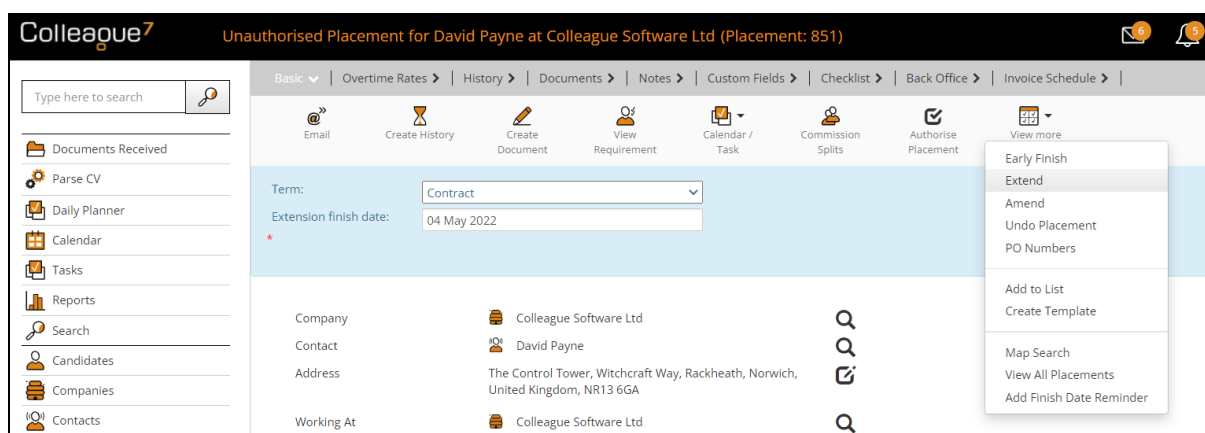 Colleague7
Unauthorised Placement for David Payne at Colleague Software Ltd (Placement: 851)
6
5
Type here to search
Documents Received
Parse CV
Daily Planner
Calendar
Tasks
Reports
Search
Candidates
Companies
Contacts
Basic | Overtime Rates | History | Documents | Notes | Custom Fields | Checklist | Back Office | Invoice Schedule |
Email
Create History
Create
Document
View
Requirement
Calendar /
Task
Commission
Splits
Authorise
Placement
View more
Early Finish
Extend
Amend
Undo Placement
PO Numbers
Add to List
Create Template
Map Search
View All Placements
Add Finish Date Reminder
Term:
Contract
Extension finish date:
04 May 2022
*
Company
Colleague Software Ltd
Contact
David Payne
Address
The Control Tower, Witchcraft Way, Rackheath, Norwich,
United Kingdom, NR13 6GA
Working At
Colleague Software Ltd